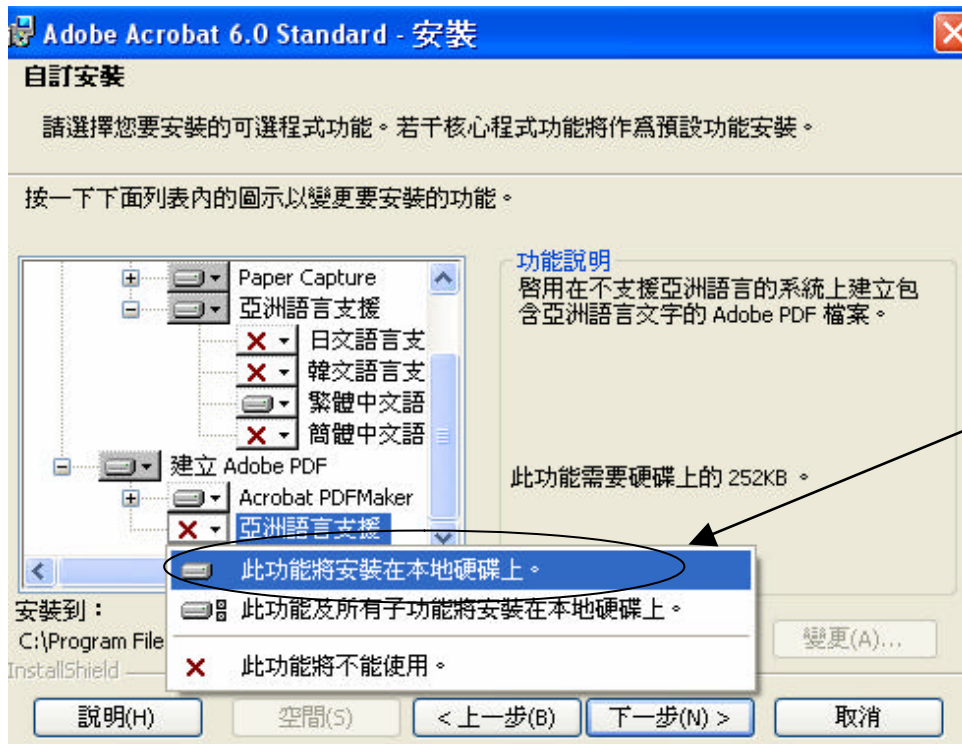 Adobe Acrobat 6.0 Standard - 安裝
自訂安裝
請選擇您要安裝的可選程式功能。若干核心程式功能將作爲預設功能安裝。
按一下下面列表內的圖示以變更要安裝的功能。
Paper Capture
亞洲語言支援
日文語言支
韓文語言支
繁體中文語
簡體中文語
建立 Adobe PDF
Acrobat PDFMaker
亞洲語言支援
功能說明
啓用在不支援亞洲語言的系統上建立包
含亞洲語言文字的 Adobe PDF 檔案。
此功能需要硬碟上的 252KB 。
此功能將安裝在本地硬碟上。
此功能及所有子功能將安裝在本地硬碟上。
此功能將不能使用。
安裝到：
C:\Program File
變更(A)...
InstallShield
說明(H)
空間(S)
< 上一步(B)
下一步(N) >
取消